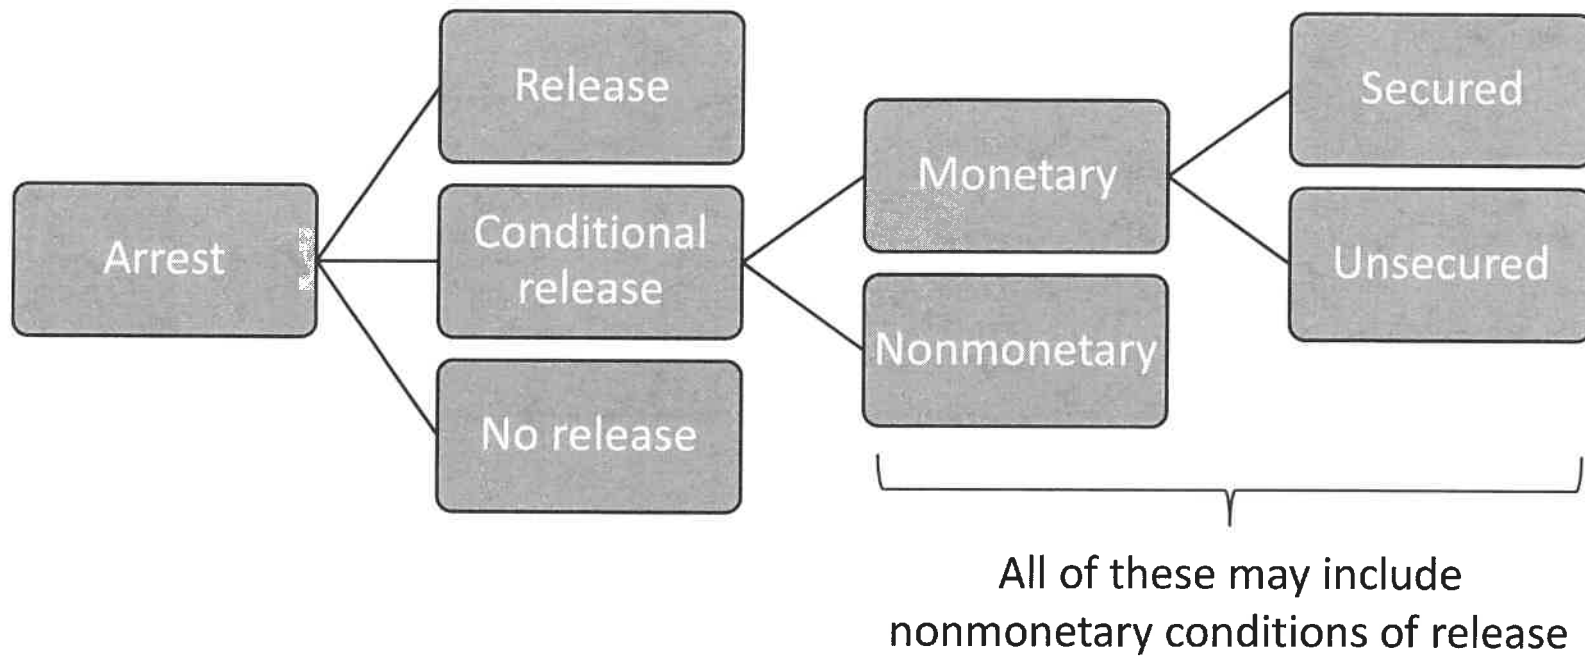 Arrest
Release
Conditional
release
No release
Monetary
Nonmonetary
Secured
Unsecured
All of these may include
nonmonetary conditions of release